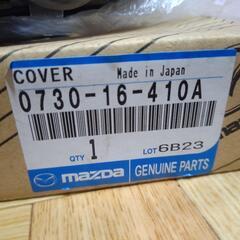 COVER Made in Japan
0730-16-410A
QTY 1 LOT 6B23
mazda GENUINE PARTS